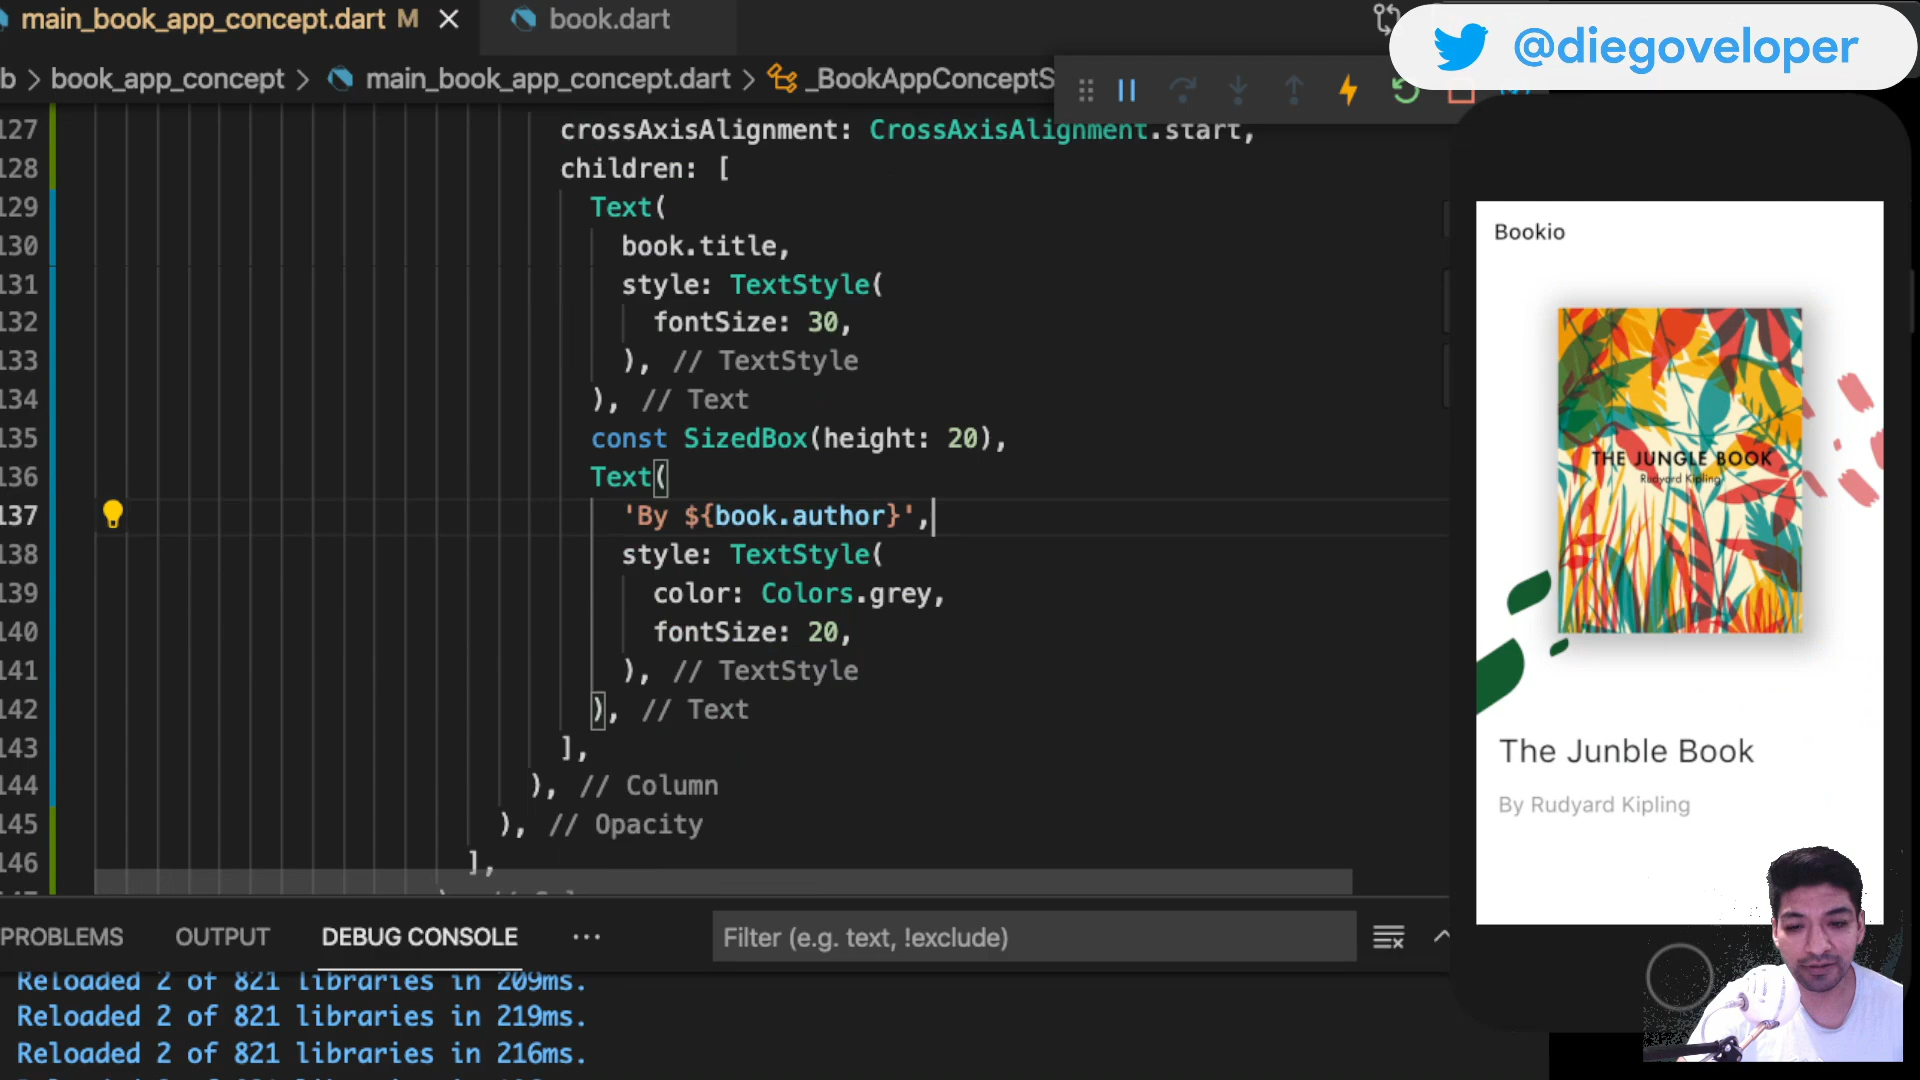 main_book_app_concept.dart M
book.dart
@diegoveloper
b > book_app_concept > main_book_app_concept.dart > _BookAppConceptS
127 crossAxisAlignment: CrossAxisAlignment.start,
128 children: [
129 Text(
130 book.title,
131 style: TextStyle(
132 fontSize: 30,
133 ), // TextStyle
134 ), // Text
135 const SizedBox(height: 20),
136 Text(
137 'By ${book.author}',
138 style: TextStyle(
139 color: Colors.grey,
140 fontSize: 20,
141 ), // TextStyle
142 ), // Text
143 ],
144 ), // Column
145 ), // Opacity
146 ],
PROBLEMS OUTPUT DEBUG CONSOLE ...
Filter (e.g. text, !exclude)
Reloaded 2 of 821 libraries in 209ms.
Reloaded 2 of 821 libraries in 219ms.
Reloaded 2 of 821 libraries in 216ms.
Bookio
THE JUNGLE BOOK
Rudyard Kipling
The Junble Book
By Rudyard Kipling